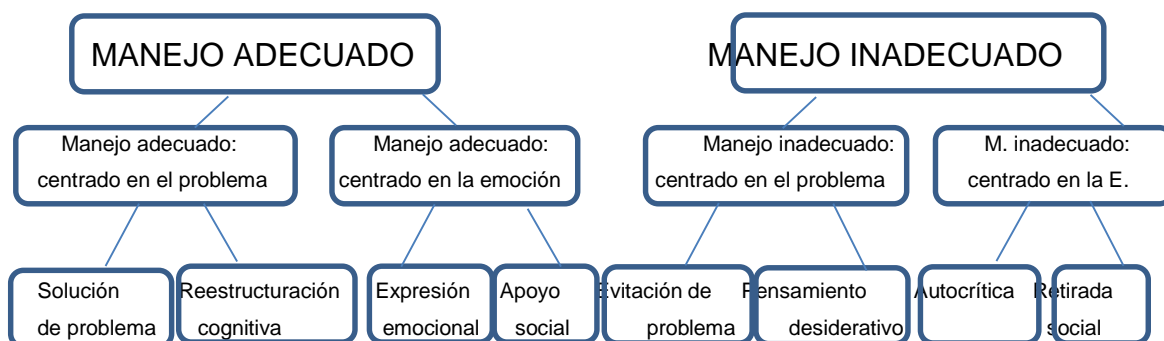 MANEJO ADECUADO
MANEJO INADECUADO
Manejo adecuado:
centrado en el problema
Manejo adecuado:
centrado en la emoción
Manejo inadecuado:
centrado en el problema
M. inadecuado:
centrado en la E.
Solución
de problema
Reestructuración
cognitiva
Expresión
emocional
Apoyo
social
Evitación de
problema
Pensamiento
desiderativo
Autocrítica
Retirada
social